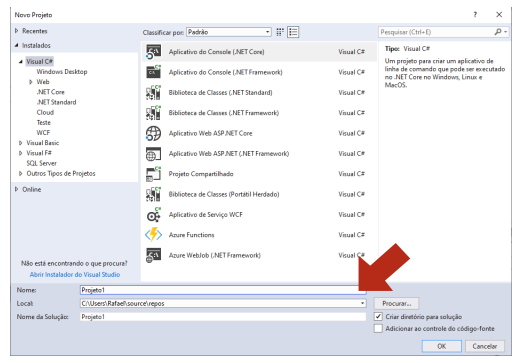 Novo Projeto ? ×
Recentes
Classificar por: Padrão
Pesquisar (Ctrl+E)
Instalados
Visual C#
Windows Desktop
Web
.NET Core
.NET Standard
Cloud
Teste
WCF
Visual Basic
Visual F#
SQL Server
Outros Tipos de Projetos
Online
Não está encontrando o que procura?
Abrir Instalador do Visual Studio
Aplicativo do Console (.NET Core) Visual C#
Aplicativo do Console (.NET Framework) Visual C#
Biblioteca de Classes (.NET Standard) Visual C#
Biblioteca de Classes (.NET Framework) Visual C#
Aplicativo Web ASP.NET Core Visual C#
Aplicativo Web ASP.NET (.NET Framework) Visual C#
Projeto Compartilhado Visual C#
Biblioteca de Classes (Portátil Herdado) Visual C#
Aplicativo de Serviço WCF Visual C#
Azure Functions Visual C#
Azure WebJob (.NET Framework) Visual C#
Tipo: Visual C#
Um projeto para criar um aplicativo de
linha de comando que pode ser executado
no .NET Core no Windows, Linux e
MacOS.
Nome: Projeto1
Local: C:\Users\Rafael\source\repos
Procurar...
Nome da Solução: Projeto1
Criar diretório para solução
Adicionar ao controle do código-fonte
OK Cancelar